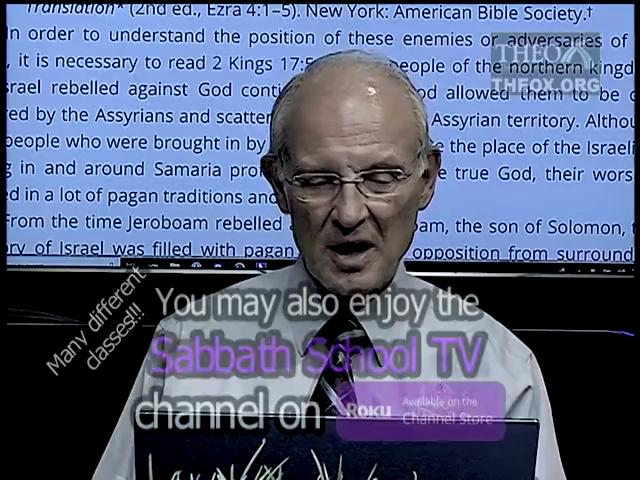 Translation* (2nd ed., Ezra 4:1–5). New York: American Bible Society.†
In order to understand the position of these enemies or adversaries of
, it is necessary to read 2 Kings 17:5 people of the northern kingd
srael rebelled against God conti od allowed them to be
red by the Assyrians and scatter Assyrian territory. Althou
people who were brought in by e the place of the Israeli
g in and around Samaria pro e true God, their wors
ed in a lot of pagan traditions and
From the time Jeroboam rebelled am, the son of Solomon,
ory of Israel was filled with pagan opposition from surround
THEOX
THEOX.ORG
Many different
classes!!!
You may also enjoy the
Sabbath School TV
channel on ROKU Available on the
Channel Store